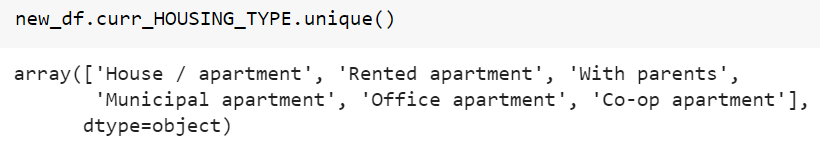 new_df.curr_HOUSING_TYPE.unique()
array(['House / apartment', 'Rented apartment', 'With parents',
'Municipal apartment', 'Office apartment', 'Co-op apartment'],
dtype=object)